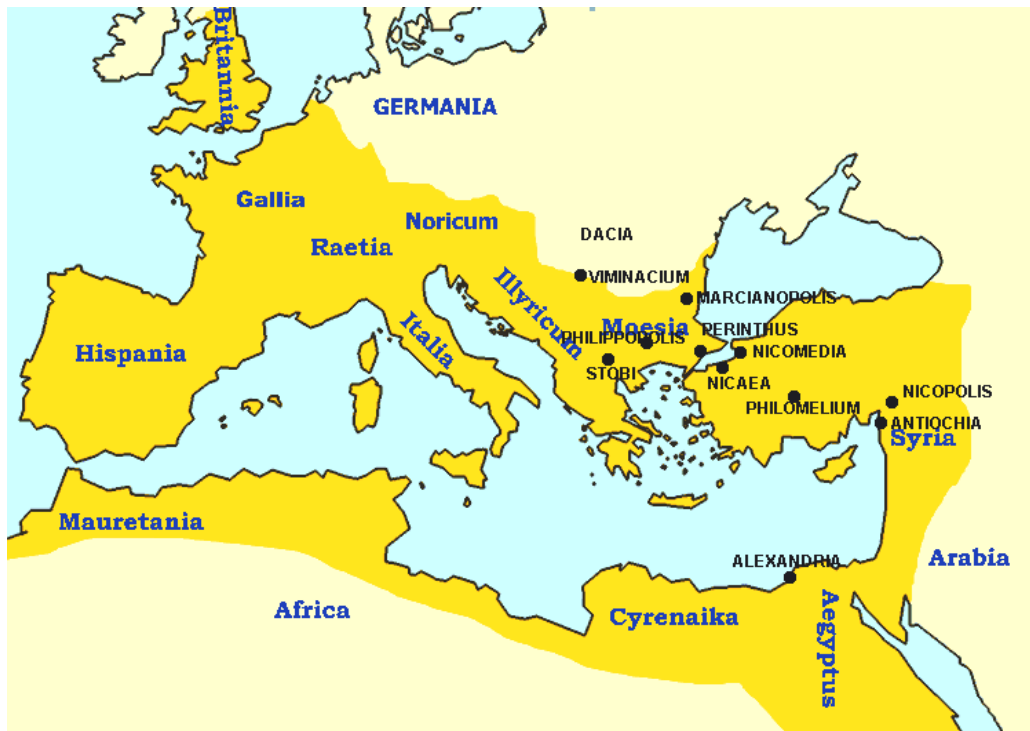 Britannia
GERMANIA
Gallia
Noricum
DACIA
Raetia
VIMINACIUM
Illyricum
MARCIANOPOLIS
Italia
Moesia
PERINTHUS
PHILIPPOPOLIS
Hispania
NICOMEDIA
STOBI
NICAEA
NICOPOLIS
PHILOMELIUM
ANTIOCHIA
Syria
Mauretania
Arabia
ALEXANDRIA
Africa
Cyrenaika
Aegyptus